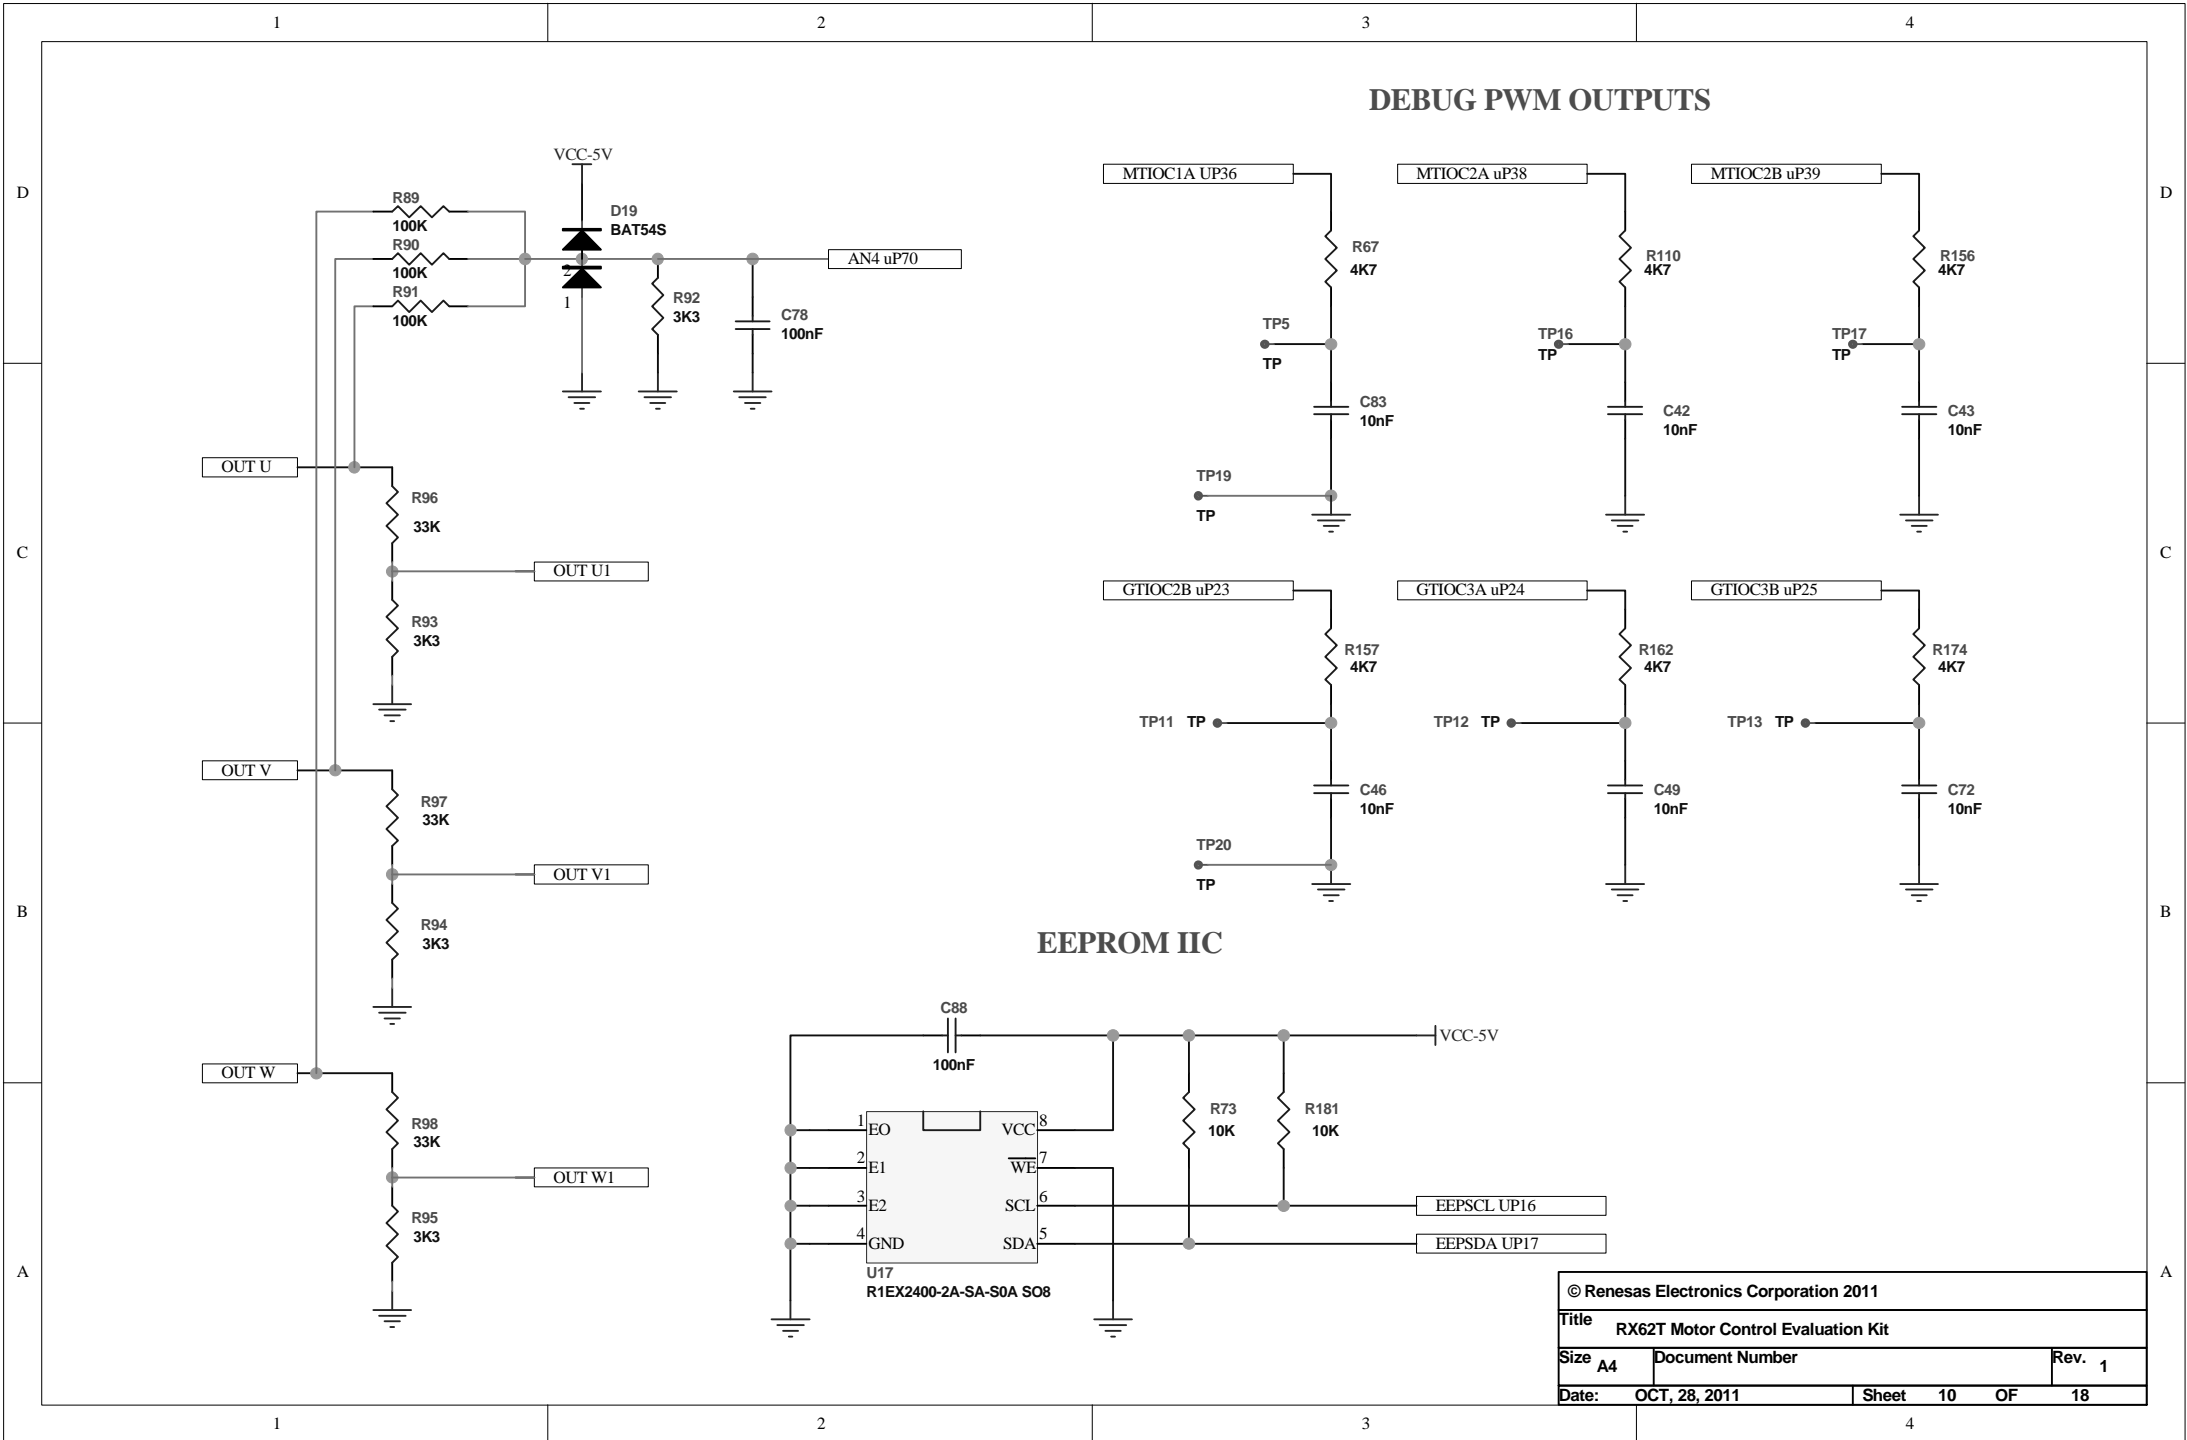 1 2 3 4
DEBUG PWM OUTPUTS
D D
VCC-5V
R89
100K
R90
100K
R91
100K
D19
BAT54S
2
1
R92
3K3
C78
100nF
AN4 uP70
MTIOC1A UP36
R67
4K7
TP5
TP
C83
10nF
TP19
TP
MTIOC2A uP38
R110
4K7
TP16
TP
C42
10nF
MTIOC2B uP39
R156
4K7
TP17
TP
C43
10nF
C C
OUT U
R96
33K
OUT U1
R93
3K3
GTIOC2B uP23
R157
4K7
TP11 TP
C46
10nF
TP20
TP
GTIOC3A uP24
R162
4K7
TP12 TP
C49
10nF
GTIOC3B uP25
R174
4K7
TP13 TP
C72
10nF
B B
OUT V
R97
33K
OUT V1
R94
3K3
OUT W
R98
33K
OUT W1
R95
3K3
EEPROM IIC
C88
100nF
VCC-5V
R73
10K
R181
10K
1 EO
2 E1
3 E2
4 GND
VCC 8
WE 7
SCL 6
SDA 5
U17
R1EX2400-2A-SA-S0A SO8
EEPSCL UP16
EEPSDA UP17
A A
© Renesas Electronics Corporation 2011
Title RX62T Motor Control Evaluation Kit
Size A4 Document Number Rev. 1
Date: OCT, 28, 2011 Sheet 10 OF 18
1 2 3 4